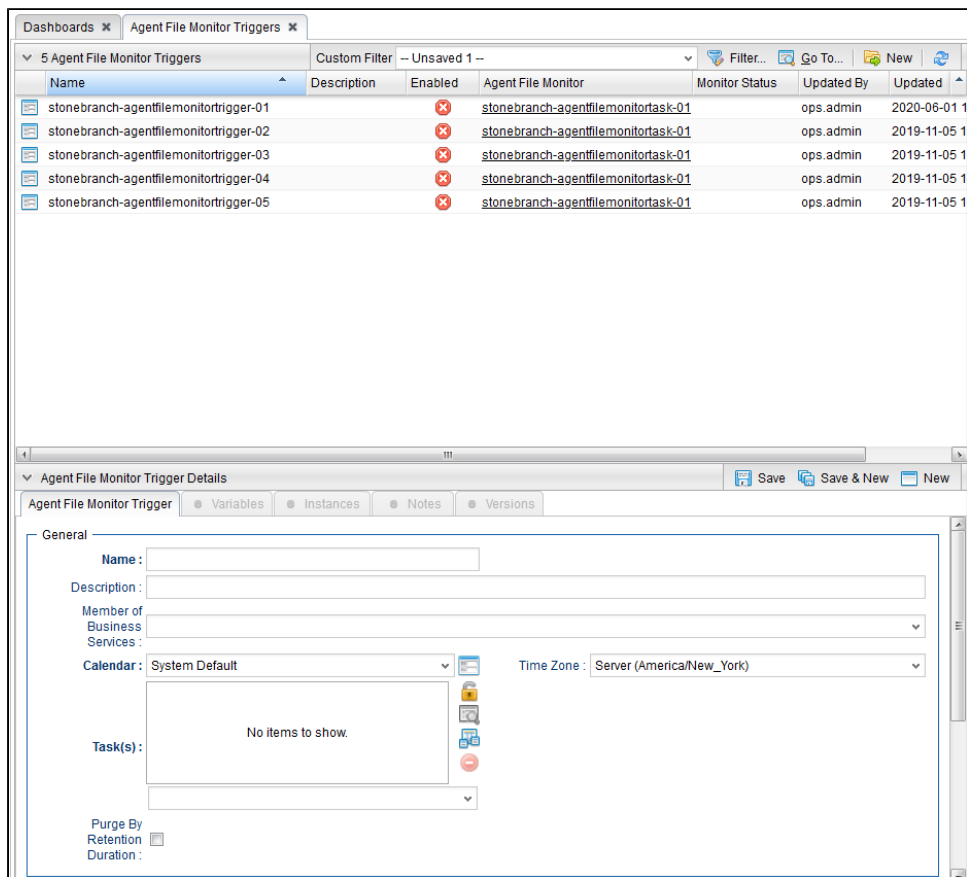 Dashboards Agent File Monitor Triggers
5 Agent File Monitor Triggers Custom Filter -- Unsaved 1 -- Filter... Go To... New
Name Description Enabled Agent File Monitor Monitor Status Updated By Updated
stonebranch-agentfilemonitortrigger-01 stonebranch-agentfilemonitortask-01 ops.admin 2020-06-01 1
stonebranch-agentfilemonitortrigger-02 stonebranch-agentfilemonitortask-01 ops.admin 2019-11-05 1
stonebranch-agentfilemonitortrigger-03 stonebranch-agentfilemonitortask-01 ops.admin 2019-11-05 1
stonebranch-agentfilemonitortrigger-04 stonebranch-agentfilemonitortask-01 ops.admin 2019-11-05 1
stonebranch-agentfilemonitortrigger-05 stonebranch-agentfilemonitortask-01 ops.admin 2019-11-05 1
Agent File Monitor Trigger Details Save Save & New New
Agent File Monitor Trigger Variables Instances Notes Versions
General
Name :
Description :
Member of
Business
Services :
Calendar : System Default Time Zone : Server (America/New_York)
No items to show.
Task(s) :
Purge By
Retention
Duration :